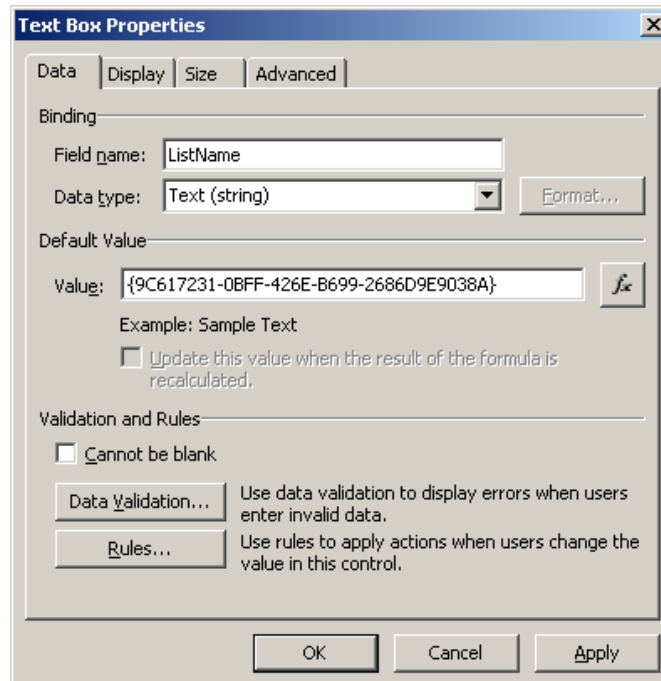 Text Box Properties
Data Display Size Advanced
Binding
Field name: ListName
Data type: Text (string) Format...
Default Value
Value: {9C617231-0BFF-426E-B699-2686D9E9038A} fx
Example: Sample Text
Update this value when the result of the formula is
recalculated.
Validation and Rules
Cannot be blank
Data Validation... Use data validation to display errors when users
enter invalid data.
Rules... Use rules to apply actions when users change the
value in this control.
OK Cancel Apply